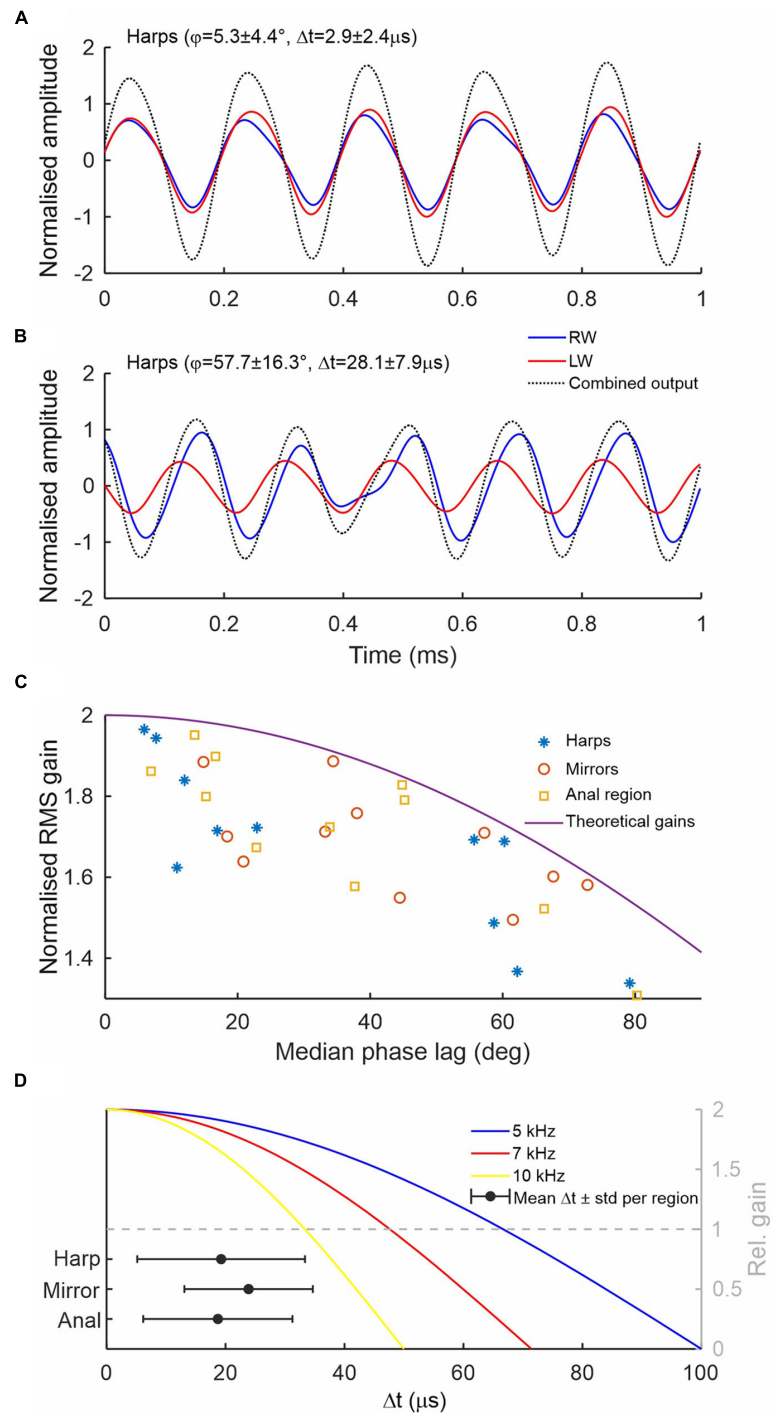 A
Harps (φ=5.3±4.4°, Δt=2.9±2.4μs)
Normalised amplitude
2
1
0
-1
-2
0 0.2 0.4 0.6 0.8 1
B
RW
LW
Combined output
Harps (φ=57.7±16.3°, Δt=28.1±7.9μs)
Normalised amplitude
2
1
0
-1
-2
0 0.2 0.4 0.6 0.8 1
Time (ms)
C
Normalised RMS gain
2
1.8
1.6
1.4
Harps
Mirrors
Anal region
Theoretical gains
0 20 40 60 80
Median phase lag (deg)
D
5 kHz
7 kHz
10 kHz
Mean Δt ± std per region
Harp
Mirror
Anal
2
1.5
1
0.5
0
Rel. gain
0 20 40 60 80 100
Δt (μs)